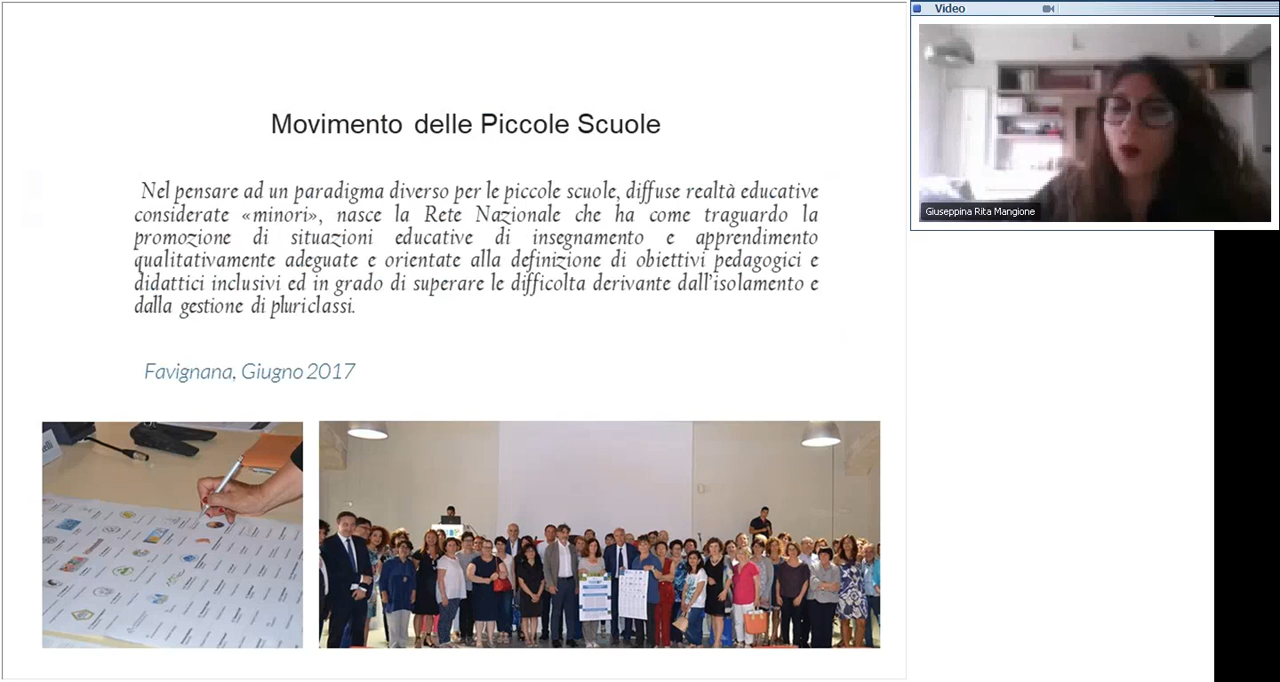 Video
Movimento delle Piccole Scuole
Nel pensare ad un paradigma diverso per le piccole scuole, diffuse realtà educative
considerate «minori», nasce la Rete Nazionale che ha come traguardo la
promozione di situazioni educative di insegnamento e apprendimento
qualitativamente adeguate e orientate alla definizione di obiettivi pedagogici e
didattici inclusivi ed in grado di superare le difficolta derivante dall'isolamento e
dalla gestione di pluriclassi.
Favignana, Giugno 2017
Giuseppina Rita Mangione